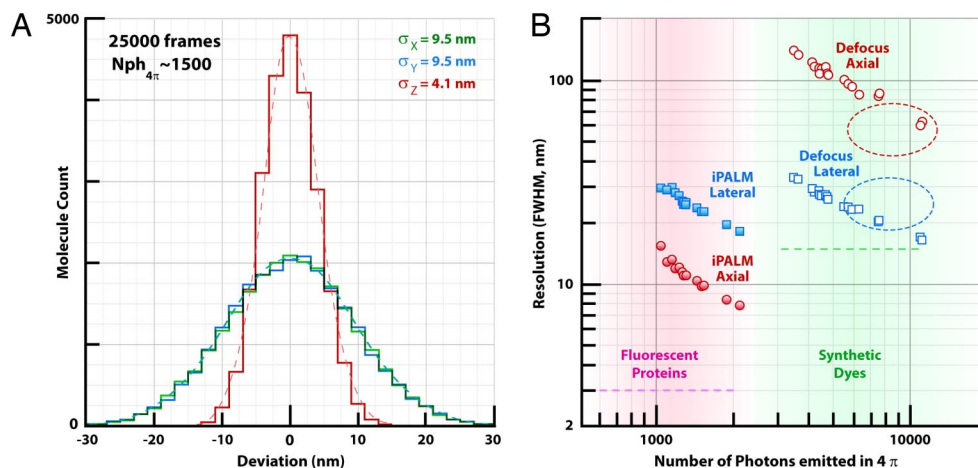 A
5000
25000 frames
Nph4π~1500
σX = 9.5 nm
σY = 9.5 nm
σZ = 4.1 nm
Molecule Count
0
-30
-20
-10
0
10
20
30
Deviation (nm)
B
Resolution (FWHM, nm)
100
10
2
Defocus
Axial
Defocus
Lateral
iPALM
Lateral
iPALM
Axial
Fluorescent
Proteins
Synthetic
Dyes
1000
10000
Number of Photons emitted in 4 π